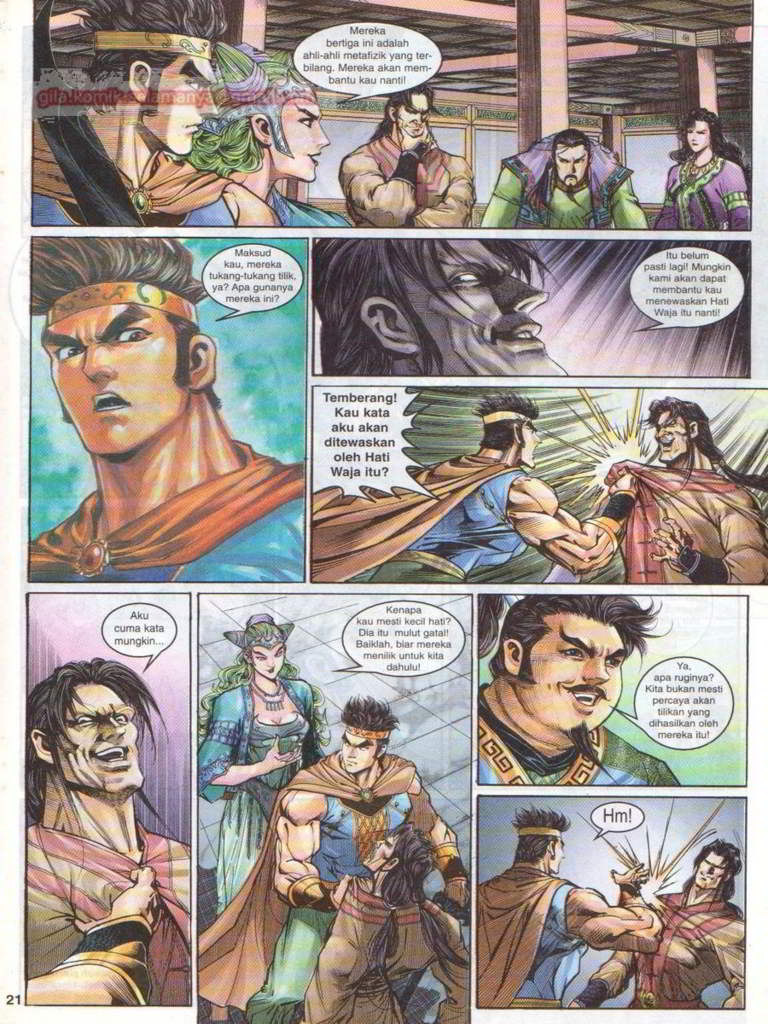 Mereka
bertiga ini adalah
ahli-ahli metafizik yang ter-
bilang. Mereka akan mem-
bantu kau nanti!
Maksud
kau, mereka
tukang-tukang tilik,
ya? Apa gunanya
mereka ini?
Itu belum
pasti lagi! Mungkin
kami akan dapat
membantu kau
menewaskan Hati
Waja itu nanti!
Temberang!
Kau kata
aku akan
ditewaskan
oleh Hati
Waja itu?
Aku
cuma kata
mungkin...
Kenapa
kau mesti kecil hati?
Dia itu mulut gatal!
Baiklah, biar mereka
menilik untuk kita
dahulu!
Ya,
apa ruginya?
Kita bukan mesti
percaya akan
tilikan yang
dihasilkan oleh
mereka itu!
Hm!
21